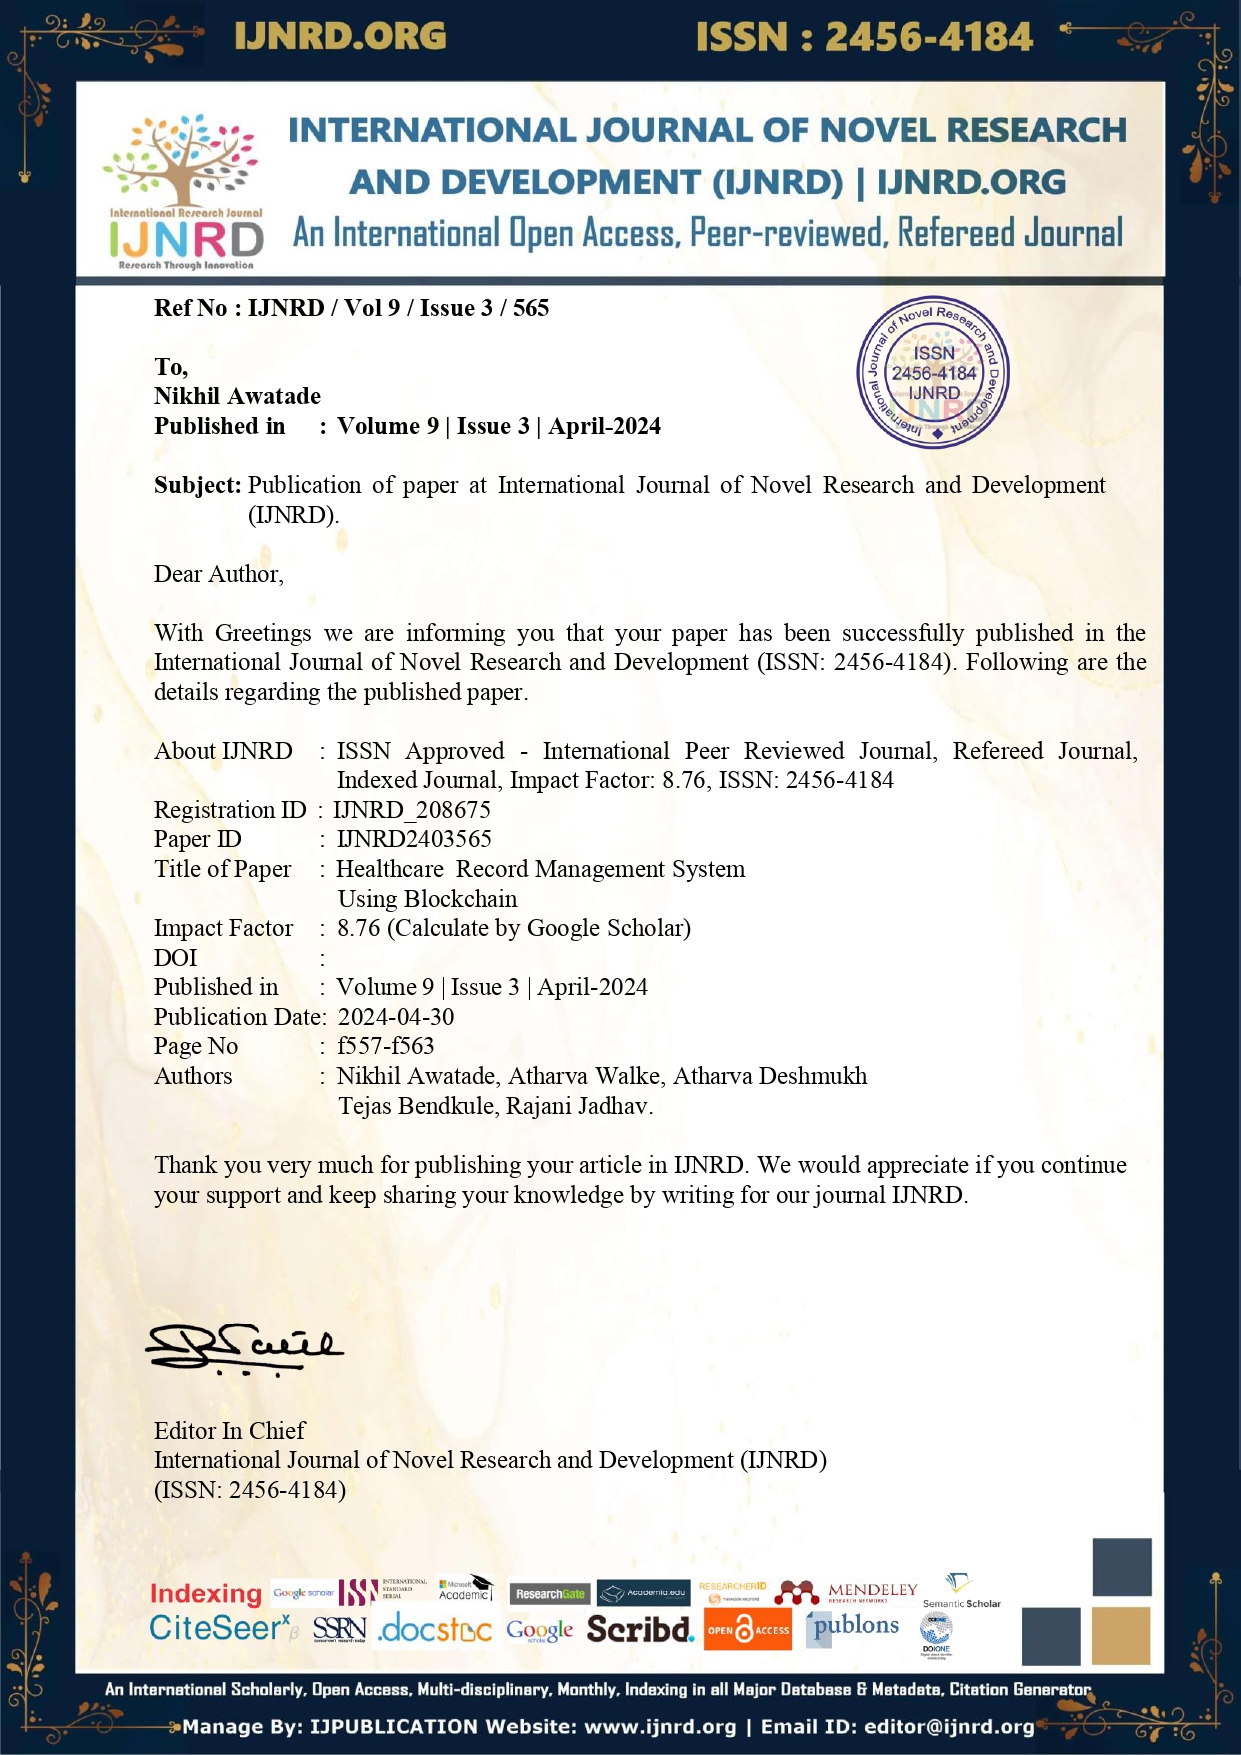 IJNRD.ORG ISSN : 2456-4184
INTERNATIONAL JOURNAL OF NOVEL RESEARCH
AND DEVELOPMENT (IJNRD) | IJNRD.ORG
An International Open Access, Peer-reviewed, Refereed Journal
International Research Journal
IJNRD
Research Through Innovation
Ref No : IJNRD / Vol 9 / Issue 3 / 565
International Journal of Novel Research and Development
ISSN
2456-4184
IJNRD
To,
Nikhil Awatade
Published in : Volume 9 | Issue 3 | April-2024
Subject: Publication of paper at International Journal of Novel Research and Development
(IJNRD).
Dear Author,
With Greetings we are informing you that your paper has been successfully published in the
International Journal of Novel Research and Development (ISSN: 2456-4184). Following are the
details regarding the published paper.
About IJNRD : ISSN Approved - International Peer Reviewed Journal, Refereed Journal,
Indexed Journal, Impact Factor: 8.76, ISSN: 2456-4184
Registration ID : IJNRD_208675
Paper ID : IJNRD2403565
Title of Paper : Healthcare Record Management System
Using Blockchain
Impact Factor : 8.76 (Calculate by Google Scholar)
DOI :
Published in : Volume 9 | Issue 3 | April-2024
Publication Date: 2024-04-30
Page No : f557-f563
Authors : Nikhil Awatade, Atharva Walke, Atharva Deshmukh
Tejas Bendkule, Rajani Jadhav.
Thank you very much for publishing your article in IJNRD. We would appreciate if you continue
your support and keep sharing your knowledge by writing for our journal IJNRD.
Editor In Chief
International Journal of Novel Research and Development (IJNRD)
(ISSN: 2456-4184)
Indexing Google scholar ISSN INTERNATIONAL STANDARD SERIAL Microsoft Academic ResearchGate Academia.edu RESEARCHERID THOMSON REUTERS MENDELEY RESEARCH NETWORKS Semantic Scholar
CiteSeerx β SSRN tomorrow's research today .docstoc Google scholar Scribd. OPEN ACCESS publons DOIONE
An International Scholarly, Open Access, Multi-disciplinary, Monthly, Indexing in all Major Database & Metadata, Citation Generator
Manage By: IJPUBLICATION Website: www.ijnrd.org | Email ID: editor@ijnrd.org